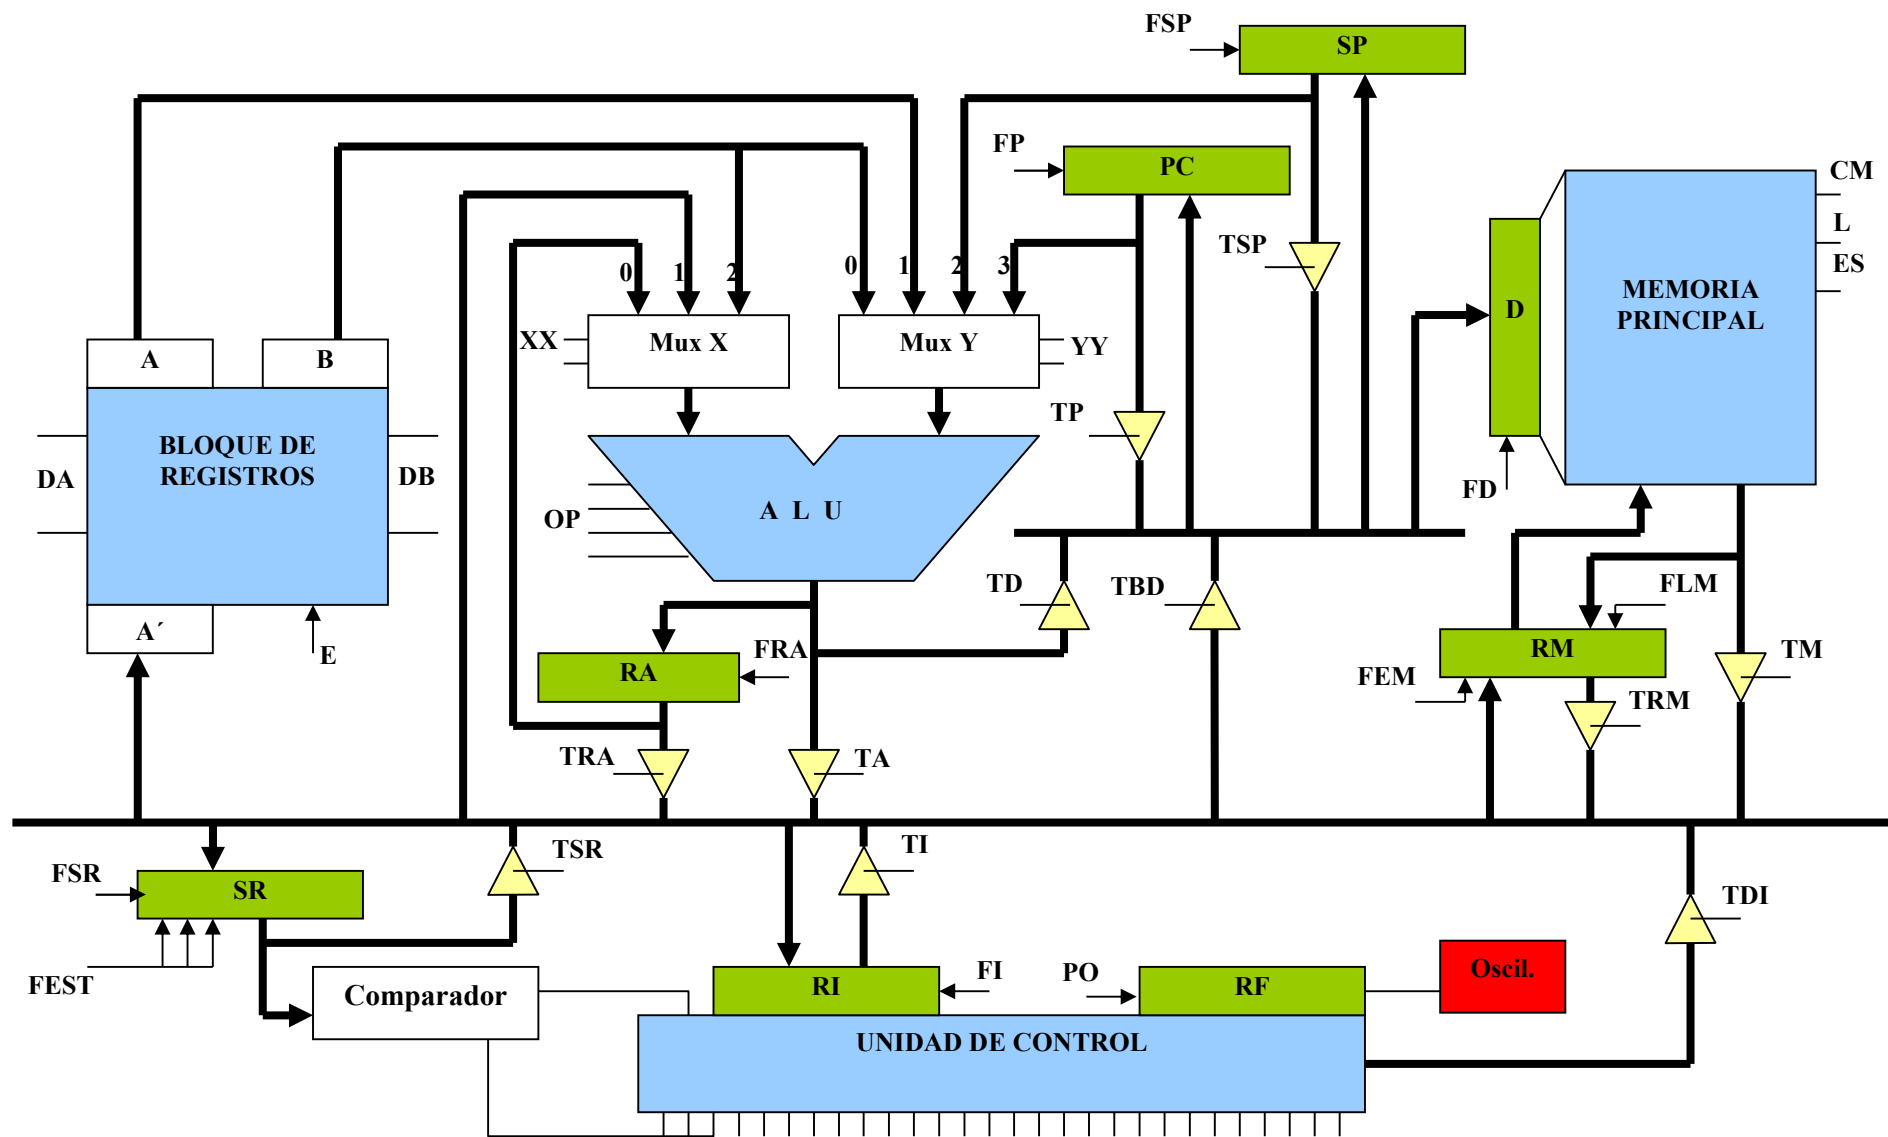 FSP
SP
FP
PC
CM
L
ES
TSP
0
1
2
0
1
2
3
MEMORIA
PRINCIPAL
D
XX
Mux X
Mux Y
YY
A
B
TP
BLOQUE DE
REGISTROS
DA
DB
FD
A L U
OP
TD
TBD
FLM
A´
E
RA
FRA
RM
TM
FEM
TRM
TRA
TA
TSR
TI
FSR
SR
TDI
FEST
Comparador
RI
FI
PO
RF
Oscil.
UNIDAD DE CONTROL